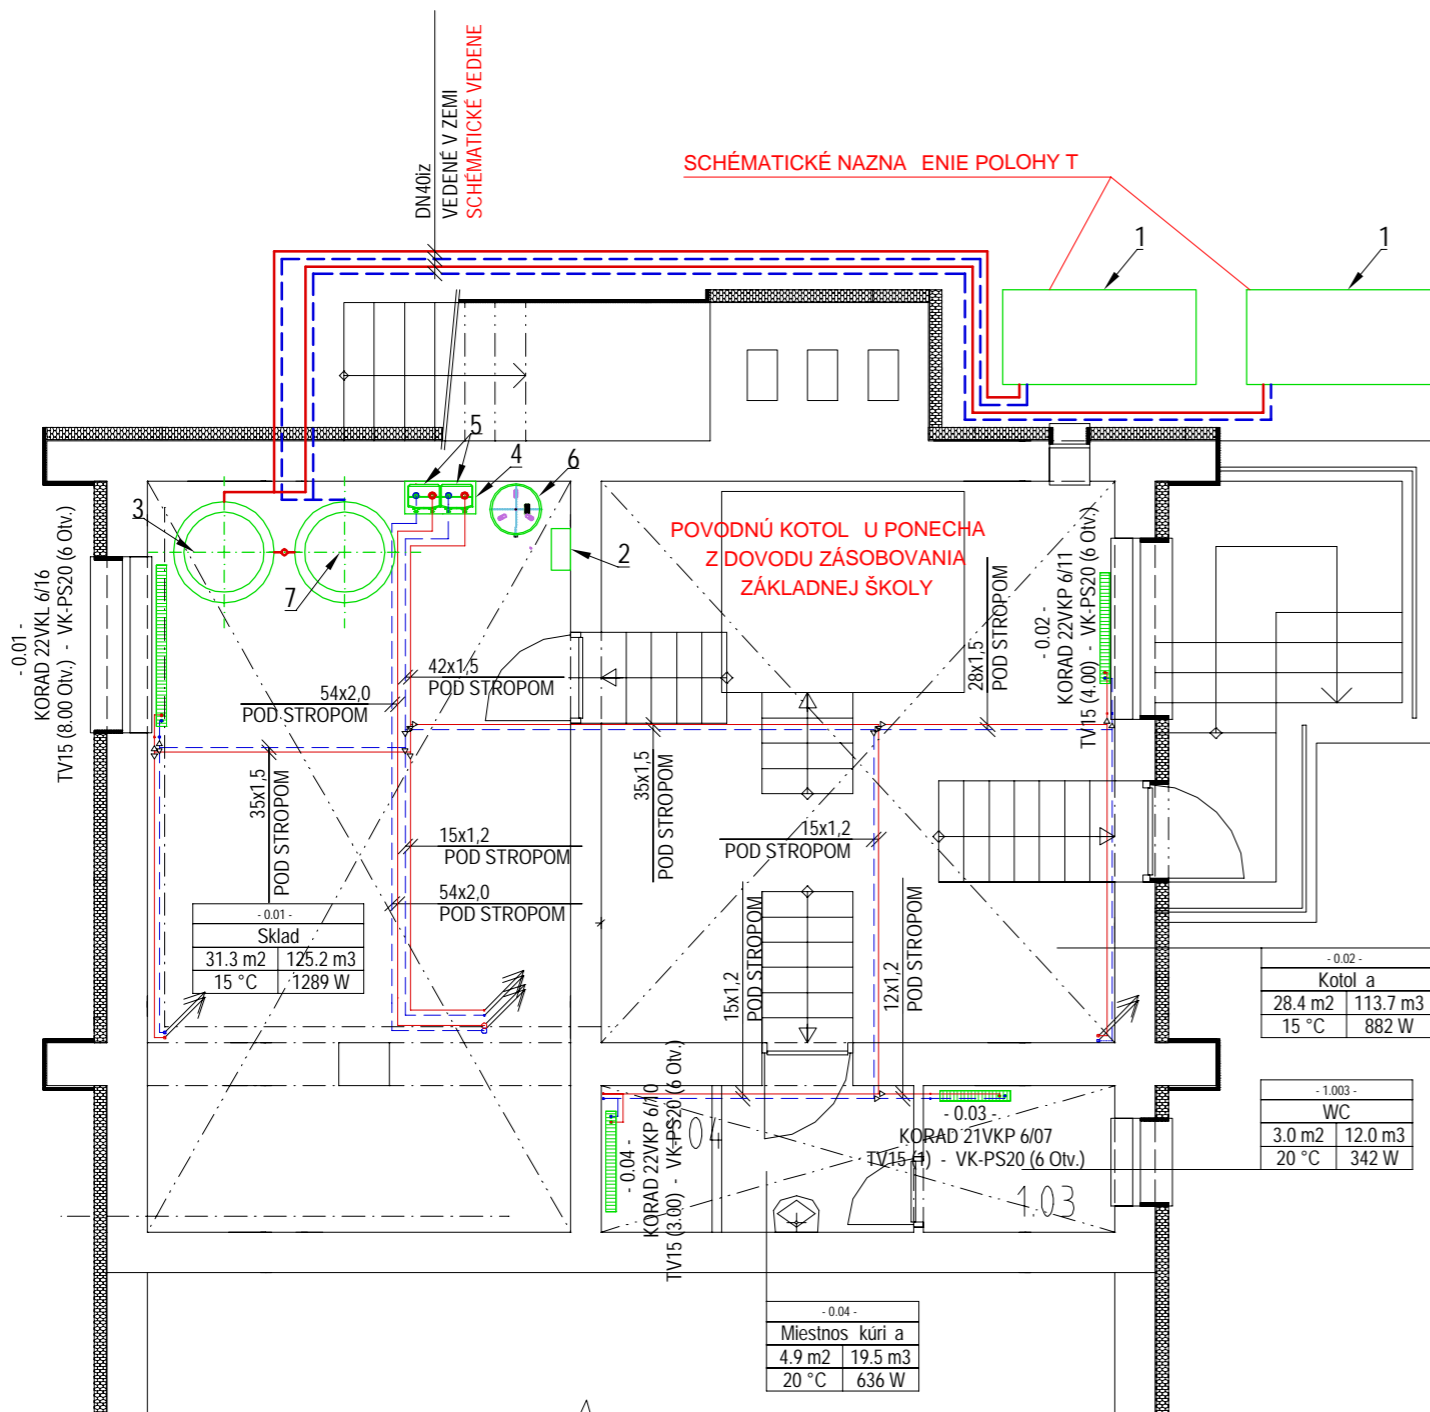 DN40iz
VEDENÉ V ZEMI
SCHÉMATICKÉ VEDENE
SCHÉMATICKÉ NAZNA ENIE POLOHY T
1
1
5
4
6
3
2
7
POVODNÚ KOTOL U PONECHA
Z DOVODU ZÁSOBOVANIA
ZÁKLADNEJ ŠKOLY
- 0.01 -
KORAD 22VKL 6/16
TV15 (8.00 Otv.) - VK-PS20 (6 Otv.)
- 0.02 -
KORAD 22VKP 6/11
TV15 (4.00) - VK-PS20 (6 Otv.)
28x1,5
POD STROPOM
42x1,5
POD STROPOM
54x2,0
POD STROPOM
35x1,5
POD STROPOM
35x1,5
POD STROPOM
15x1,2
POD STROPOM
15x1,2
POD STROPOM
54x2,0
POD STROPOM
15x1,2
POD STROPOM
12x1,2
POD STROPOM
- 0.01 -
Sklad
31.3 m2 125.2 m3
15 °C 1289 W
- 0.02 -
Kotol a
28.4 m2 113.7 m3
15 °C 882 W
- 1.003 -
WC
3.0 m2 12.0 m3
20 °C 342 W
- 0.03 -
KORAD 21VKP 6/07
TV15 (1) - VK-PS20 (6 Otv.)
1.03
- 0.04 -
KORAD 22VKP 6/10
TV15 (3.00) - VK-PS20 (6 Otv.)
04
- 0.04 -
Miestnos kúri a
4.9 m2 19.5 m3
20 °C 636 W